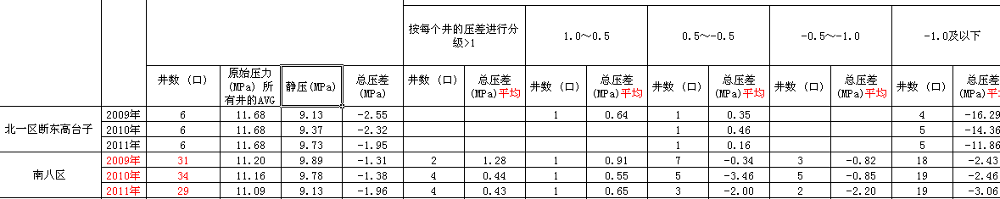 按每个井的压差进行分级>1 1.0～0.5 0.5～-0.5 -0.5～-1.0 -1.0及以下
井数（口） 原始压力(MPa) 所有井的AVG 静压(MPa) 总压差(MPa) 井数（口） 总压差(MPa)平均 井数（口） 总压差(MPa)平均 井数（口） 总压差(MPa)平均 井数（口） 总压差(MPa)平均 井数（口） 总压差(MPa)平均
北一区断东高台子
2009年 6 11.68 9.13 -2.55 1 0.64 1 0.35 4 -16.29
2010年 6 11.68 9.37 -2.32 1 0.46 5 -14.36
2011年 6 11.68 9.73 -1.95 1 0.16 5 -11.86
南八区
2009年 31 11.20 9.89 -1.31 2 1.28 1 0.91 7 -0.34 3 -0.82 18 -2.43
2010年 34 11.16 9.78 -1.38 4 0.44 1 0.55 5 -3.46 5 -0.85 19 -2.46
2011年 29 11.09 9.13 -1.96 4 0.43 1 0.65 3 -2.00 2 -2.20 19 -3.06